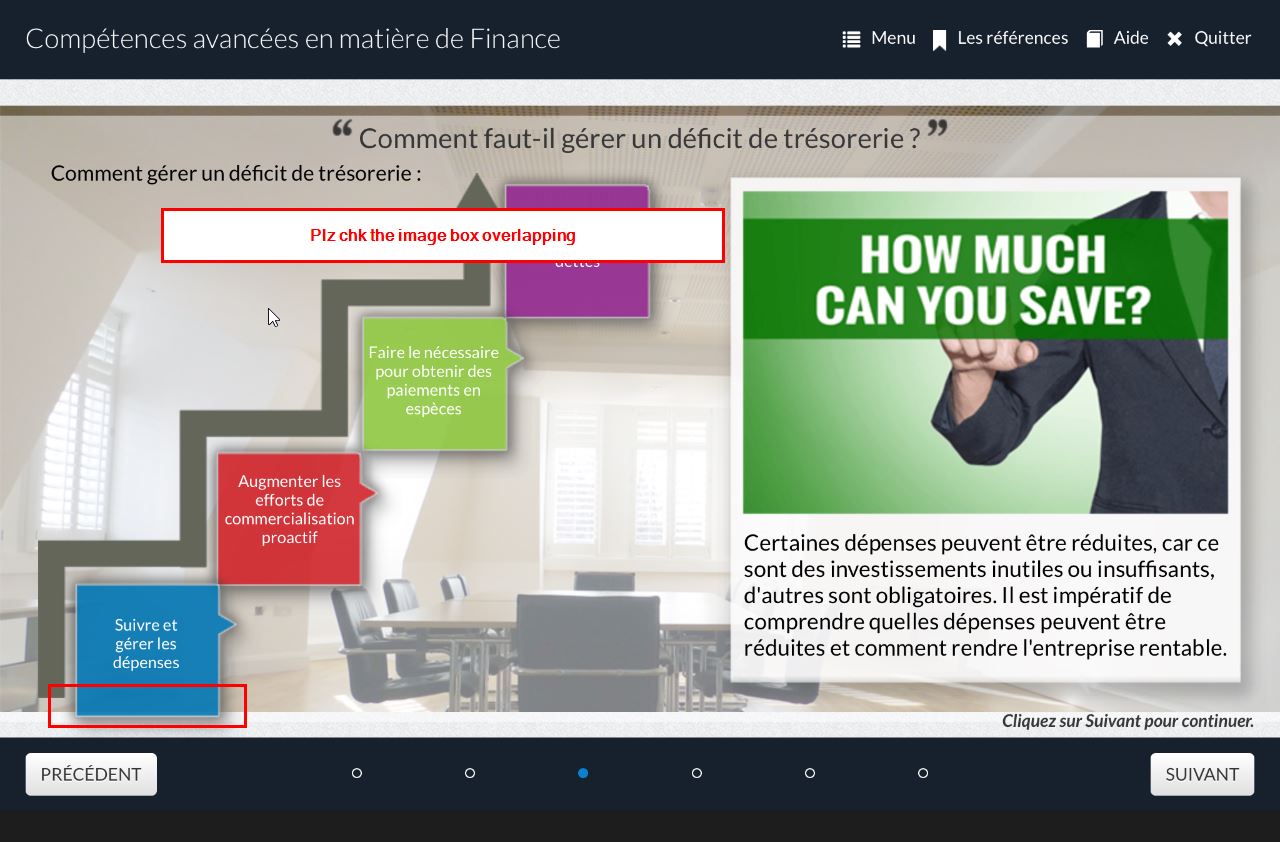 Compétences avancées en matière de Finance
Menu
Les références
Aide
Quitter
“ Comment faut-il gérer un déficit de trésorerie ? ”
Comment gérer un déficit de trésorerie :
Plz chk the image box overlapping
HOW MUCH
CAN YOU SAVE?
Faire le nécessaire
pour obtenir des
paiements en
espèces
Augmenter les
efforts de
commercialisation
proactif
Suivre et
gérer les
dépenses
Certaines dépenses peuvent être réduites, car ce
sont des investissements inutiles ou insuffisants,
d'autres sont obligatoires. Il est impératif de
comprendre quelles dépenses peuvent être
réduites et comment rendre l'entreprise rentable.
Cliquez sur Suivant pour continuer.
PRÉCÉDENT
SUIVANT